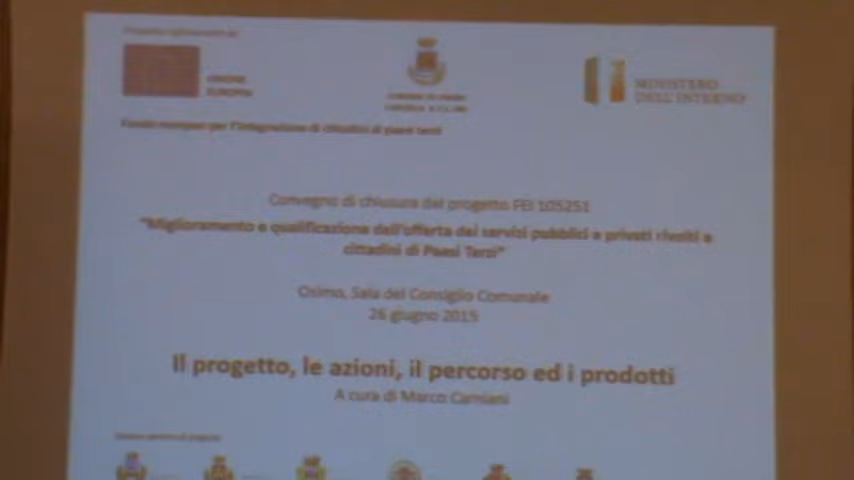 UNIONE
EUROPEA
MINISTERO
DELL'INTERNO
Fondo europeo per l'integrazione di cittadini di paesi terzi
Convegno di chiusura del progetto FEI 105251
"Miglioramento e qualificazione dell'offerta dei servizi pubblici e privati rivolti a
cittadini di Paesi Terzi"
Osimo, Sala del Consiglio Comunale
26 giugno 2015
Il progetto, le azioni, il percorso ed i prodotti
A cura di Marco Camiani